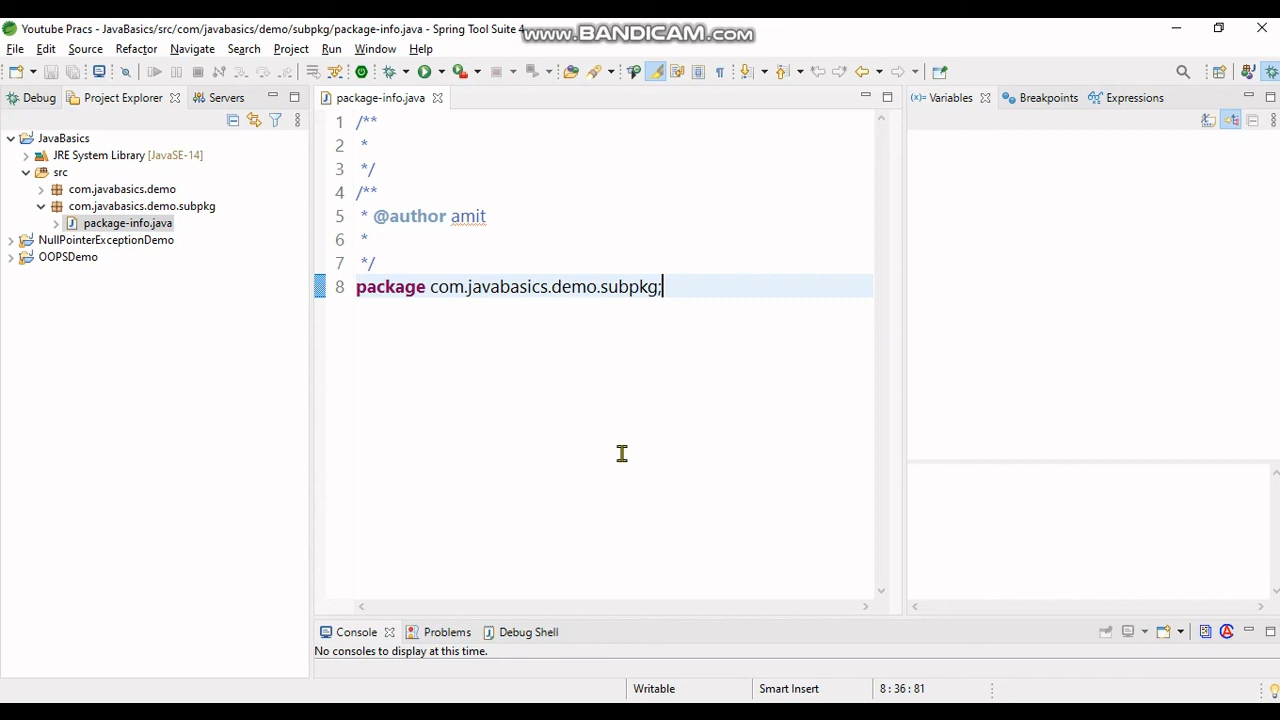 Youtube Pracs - JavaBasics/src/com/javabasics/demo/subpkg/package-info.java - Spring Tool Suite 4
www.BANDICAM.com
File Edit Source Refactor Navigate Search Project Run Window Help
Debug Project Explorer Servers
package-info.java
(x)= Variables Breakpoints Expressions
JavaBasics
JRE System Library [JavaSE-14]
src
com.javabasics.demo
com.javabasics.demo.subpkg
package-info.java
NullPointerExceptionDemo
OOPSDemo
1 /**
2 *
3 */
4 /**
5 * @author amit
6 *
7 */
8 package com.javabasics.demo.subpkg;
Console Problems Debug Shell
No consoles to display at this time.
Writable Smart Insert 8 : 36 : 81